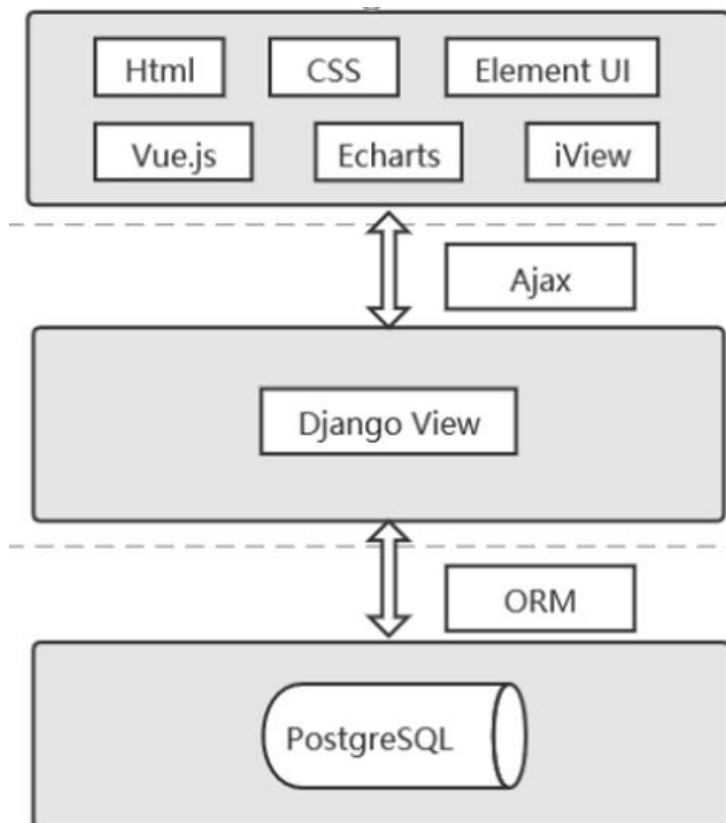 Html CSS Element UI
Vue.js Echarts iView
Ajax
Django View
ORM
PostgreSQL